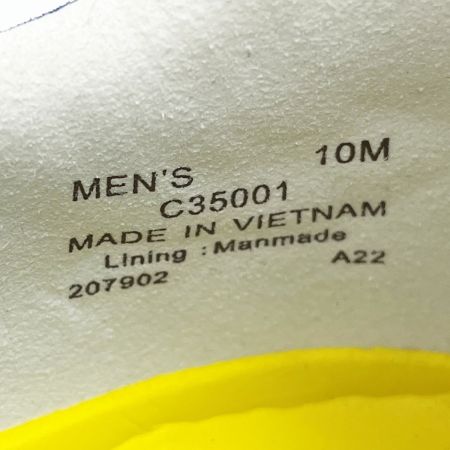 MEN'S 10M
C35001
MADE IN VIETNAM
Lining : Manmade
207902 A22